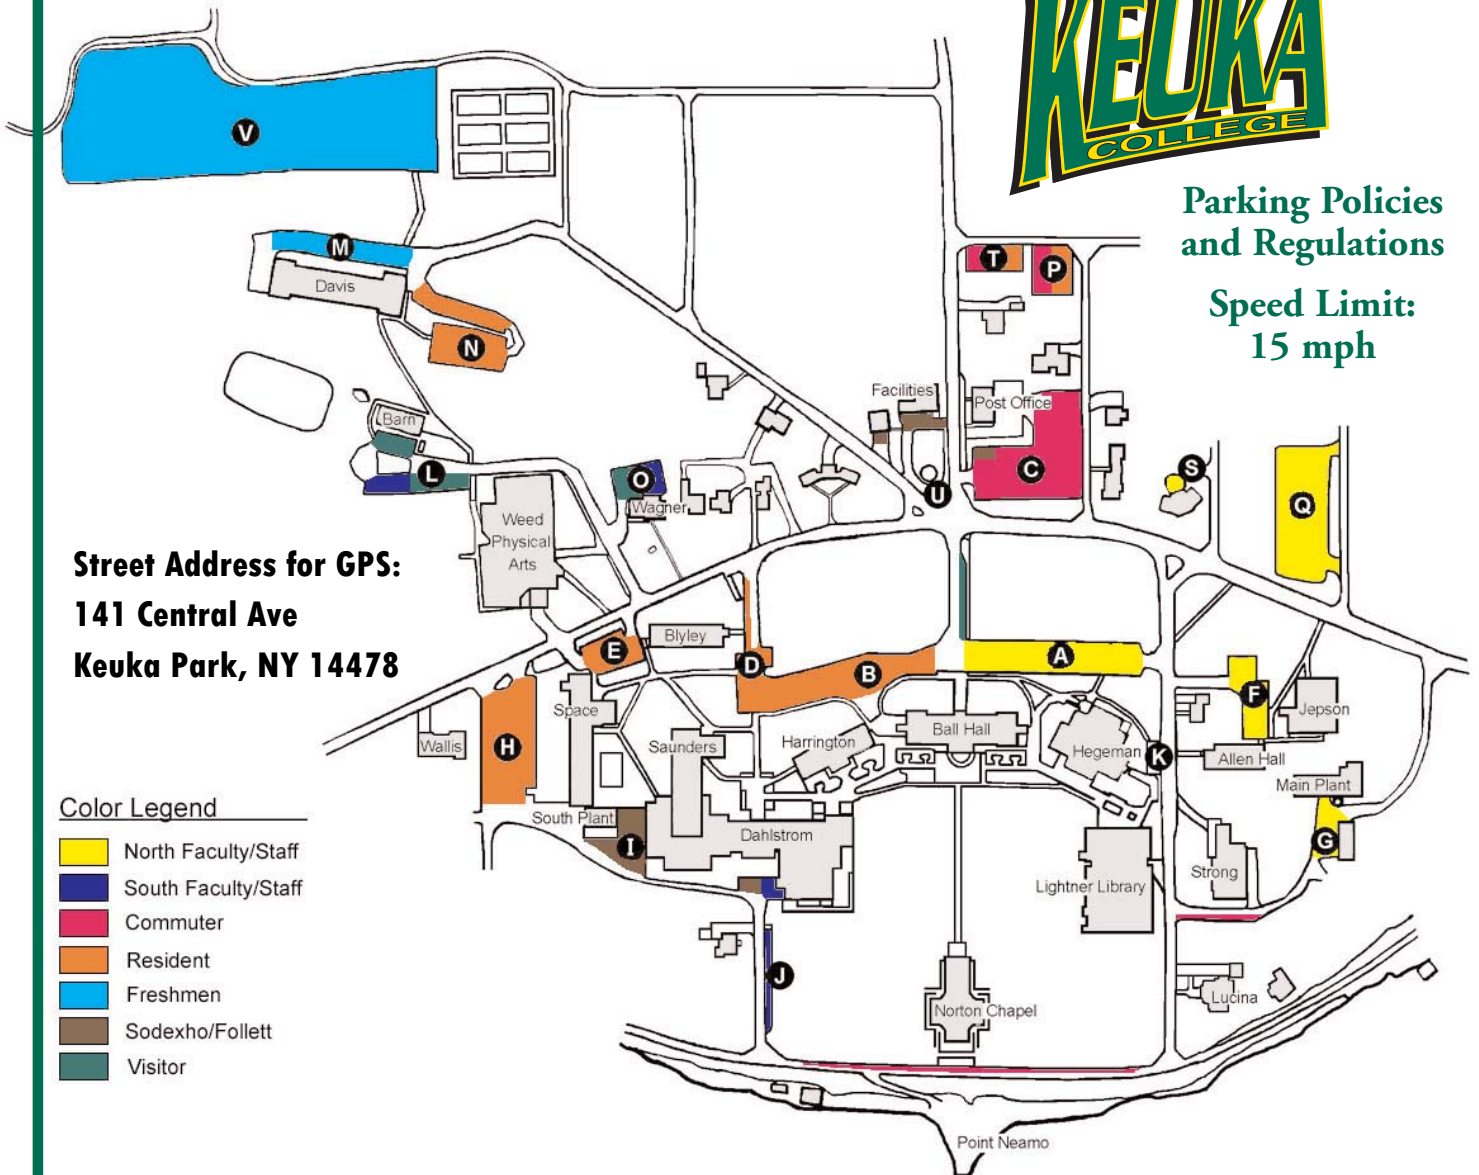 KEUKA
COLLEGE
Parking Policies
and Regulations
Speed Limit:
15 mph
V
M
Davis
N
T
P
Facilities
Post Office
C
Barn
L
O
Wagner
U
S
Q
Weed
Physical
Arts
Street Address for GPS:
141 Central Ave
Keuka Park, NY 14478
E
Blyley
D
B
A
F
Jepson
Space
H
Wallis
Saunders
Harrington
Ball Hall
Hegeman
K
Allen Hall
Main Plant
South Plant
I
Dahlstrom
G
Strong
Lightner Library
J
Norton Chapel
Lucina
Point Neamo
Color Legend
North Faculty/Staff
South Faculty/Staff
Commuter
Resident
Freshmen
Sodexho/Follett
Visitor